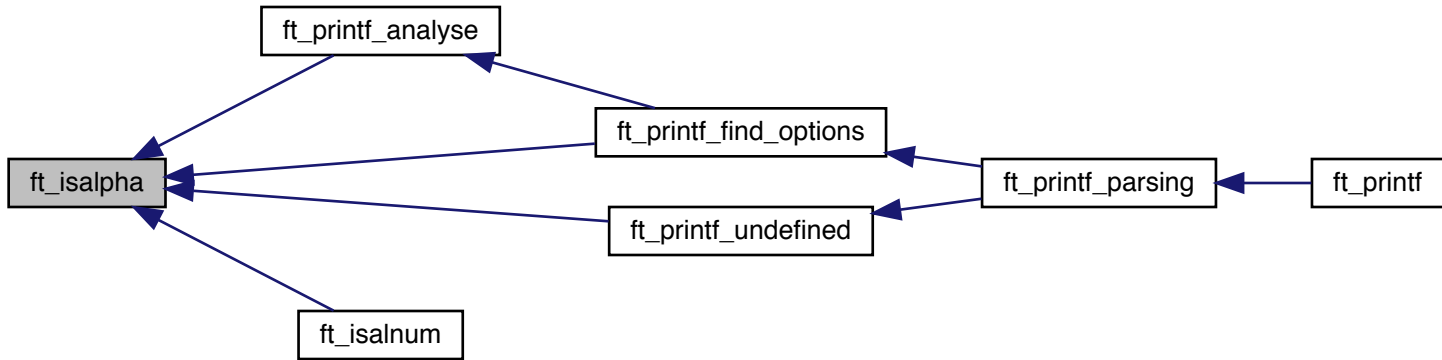 ft_printf_analyse
ft_printf_find_options
ft_isalpha
ft_printf_parsing
ft_printf
ft_printf_undefined
ft_isalnum